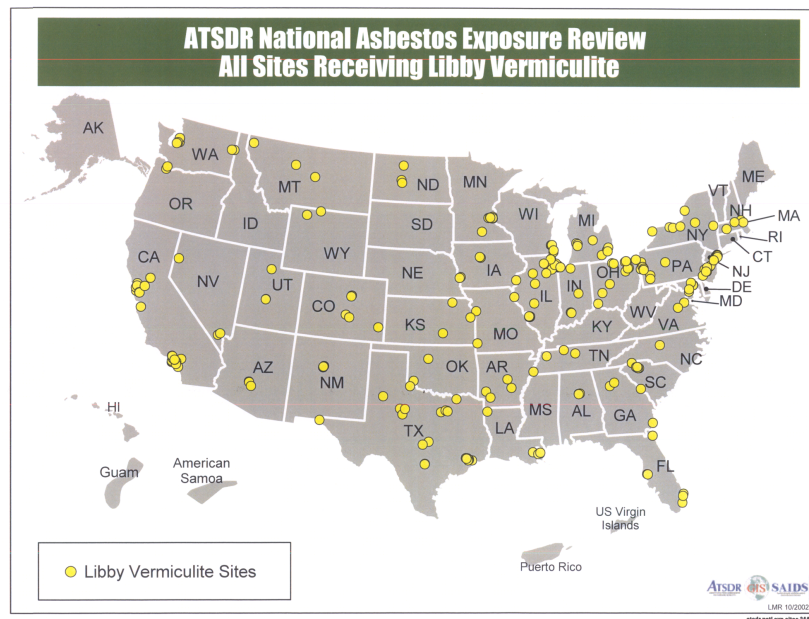 ATSDR National Asbestos Exposure Review
All Sites Receiving Libby Vermiculite
AK
WA
MT
ND
MN
VT
ME
OR
ID
SD
WI
MI
NY
NH
MA
RI
CT
WY
CA
NV
UT
NE
IA
IL
IN
OH
PA
NJ
DE
MD
CO
KS
MO
KY
WV
VA
AZ
NM
OK
AR
TN
NC
SC
TX
LA
MS
AL
GA
FL
HI
Guam
American
Samoa
US Virgin
Islands
Puerto Rico
Libby Vermiculite Sites
ATSDR GIS SAIDS
LMR 10/2002